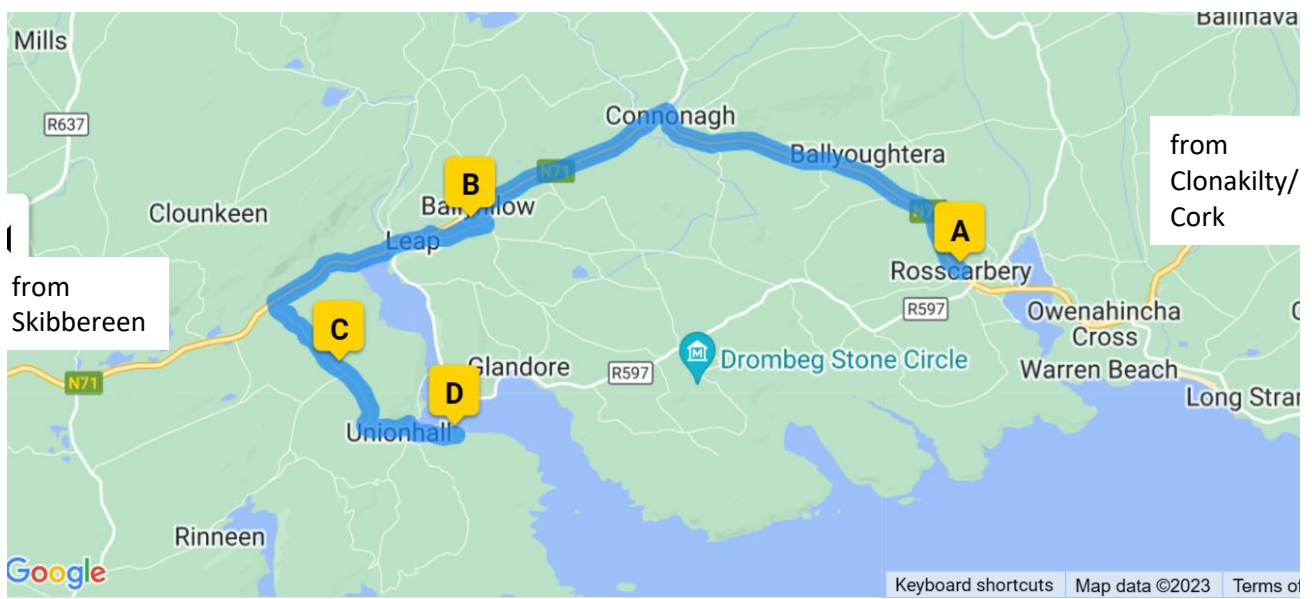 Mills
Ballinava
R637
Connonagh
Ballyoughtera
from
Clonakilty/
Cork
N71
B
Clounkeen
A
Leap
Rosscarbery
from
Skibbereen
C
R597
Owenahincha
Cross
Glandore
R597
Drombeg Stone Circle
Warren Beach
N71
D
Long Stran
Unionhall
Rinneen
Google
Keyboard shortcuts
Map data ©2023
Terms of